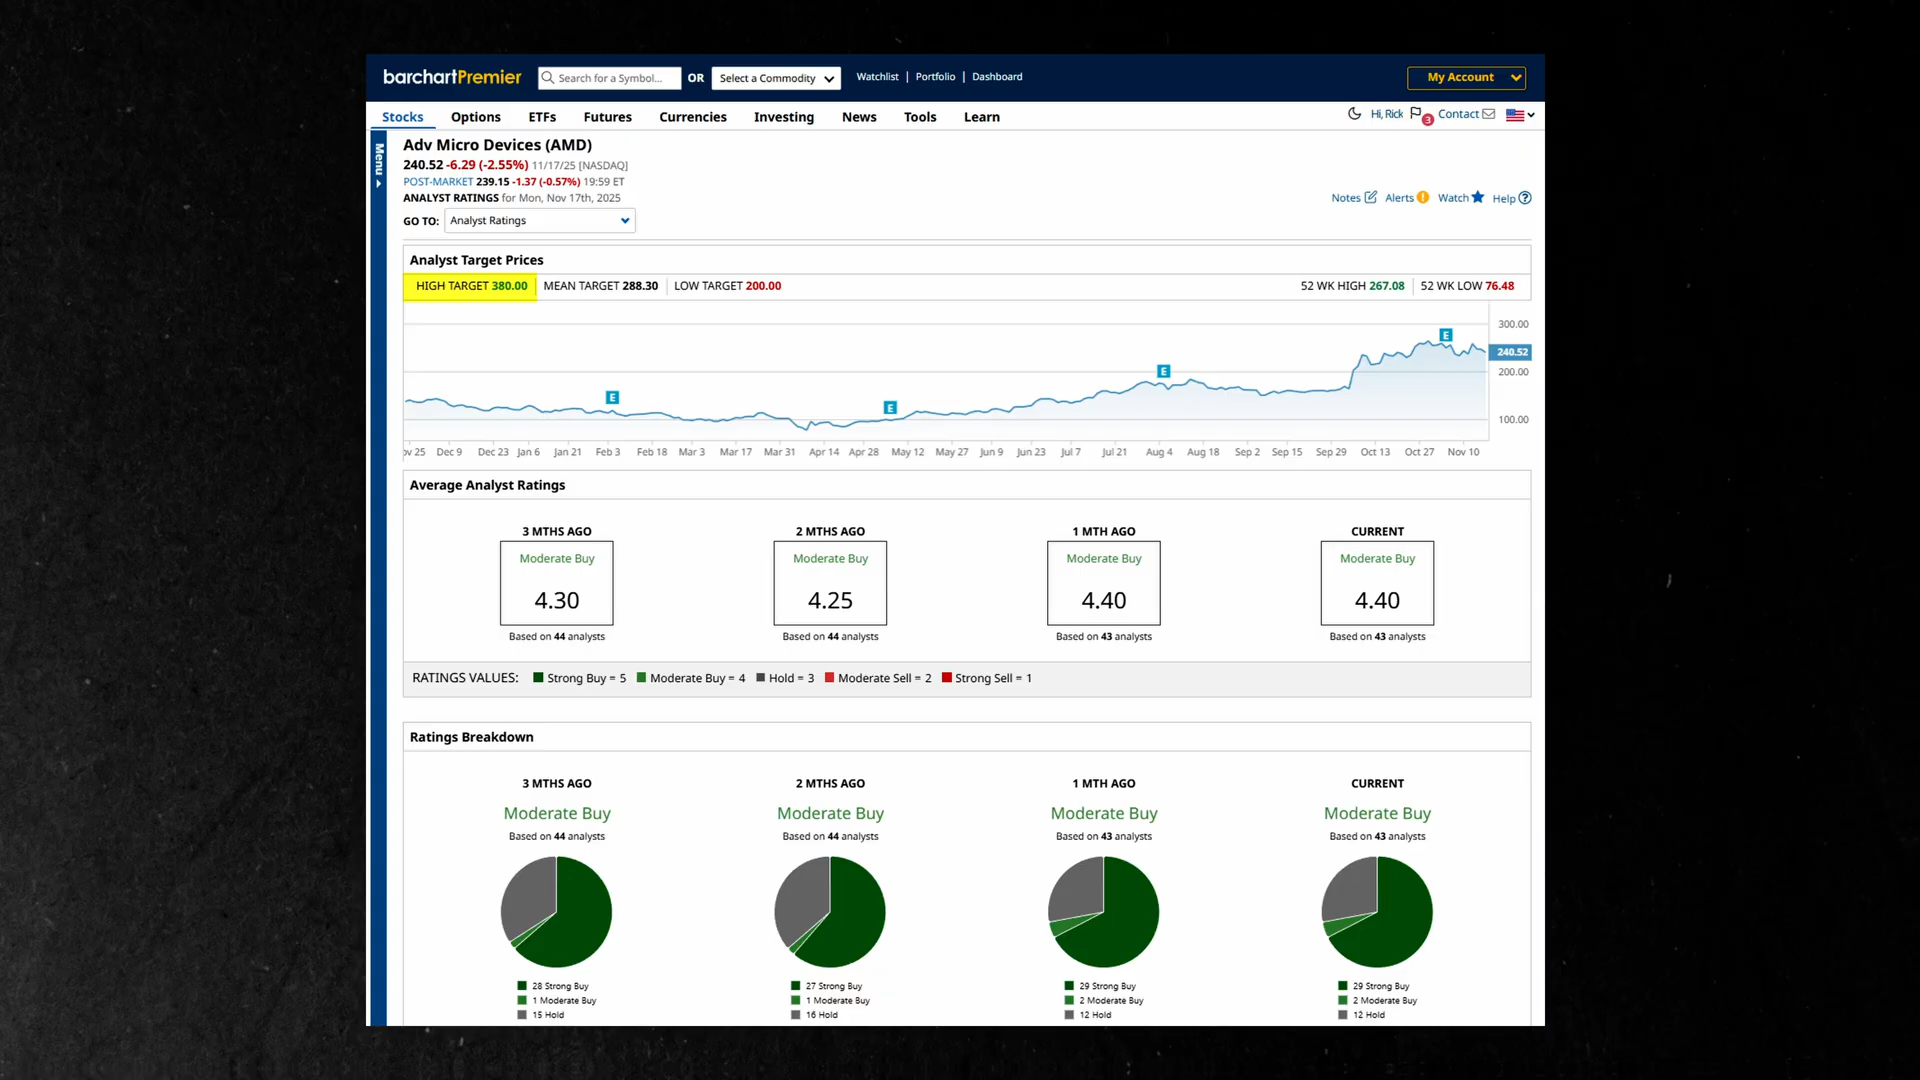 barchartPremier Search for a Symbol... OR Select a Commodity Watchlist | Portfolio | Dashboard My Account
Stocks Options ETFs Futures Currencies Investing News Tools Learn Hi, Rick 3 Contact
Menu
Adv Micro Devices (AMD)
240.52 -6.29 (-2.55%) 11/17/25 [NASDAQ]
POST-MARKET 239.15 -1.37 (-0.57%) 19:59 ET
ANALYST RATINGS for Mon, Nov 17th, 2025 Notes Alerts Watch Help
GO TO: Analyst Ratings
Analyst Target Prices
HIGH TARGET 380.00 MEAN TARGET 288.30 LOW TARGET 200.00 52 WK HIGH 267.08 52 WK LOW 76.48
300.00
E
240.52
E
200.00
E
E
100.00
ov 25 Dec 9 Dec 23 Jan 6 Jan 21 Feb 3 Feb 18 Mar 3 Mar 17 Mar 31 Apr 14 Apr 28 May 12 May 27 Jun 9 Jun 23 Jul 7 Jul 21 Aug 4 Aug 18 Sep 2 Sep 15 Sep 29 Oct 13 Oct 27 Nov 10
Average Analyst Ratings
3 MTHS AGO 2 MTHS AGO 1 MTH AGO CURRENT
Moderate Buy Moderate Buy Moderate Buy Moderate Buy
4.30 4.25 4.40 4.40
Based on 44 analysts Based on 44 analysts Based on 43 analysts Based on 43 analysts
RATINGS VALUES: Strong Buy = 5 Moderate Buy = 4 Hold = 3 Moderate Sell = 2 Strong Sell = 1
Ratings Breakdown
3 MTHS AGO 2 MTHS AGO 1 MTH AGO CURRENT
Moderate Buy Moderate Buy Moderate Buy Moderate Buy
Based on 44 analysts Based on 44 analysts Based on 43 analysts Based on 43 analysts
28 Strong Buy 27 Strong Buy 29 Strong Buy 29 Strong Buy
1 Moderate Buy 1 Moderate Buy 2 Moderate Buy 2 Moderate Buy
15 Hold 16 Hold 12 Hold 12 Hold